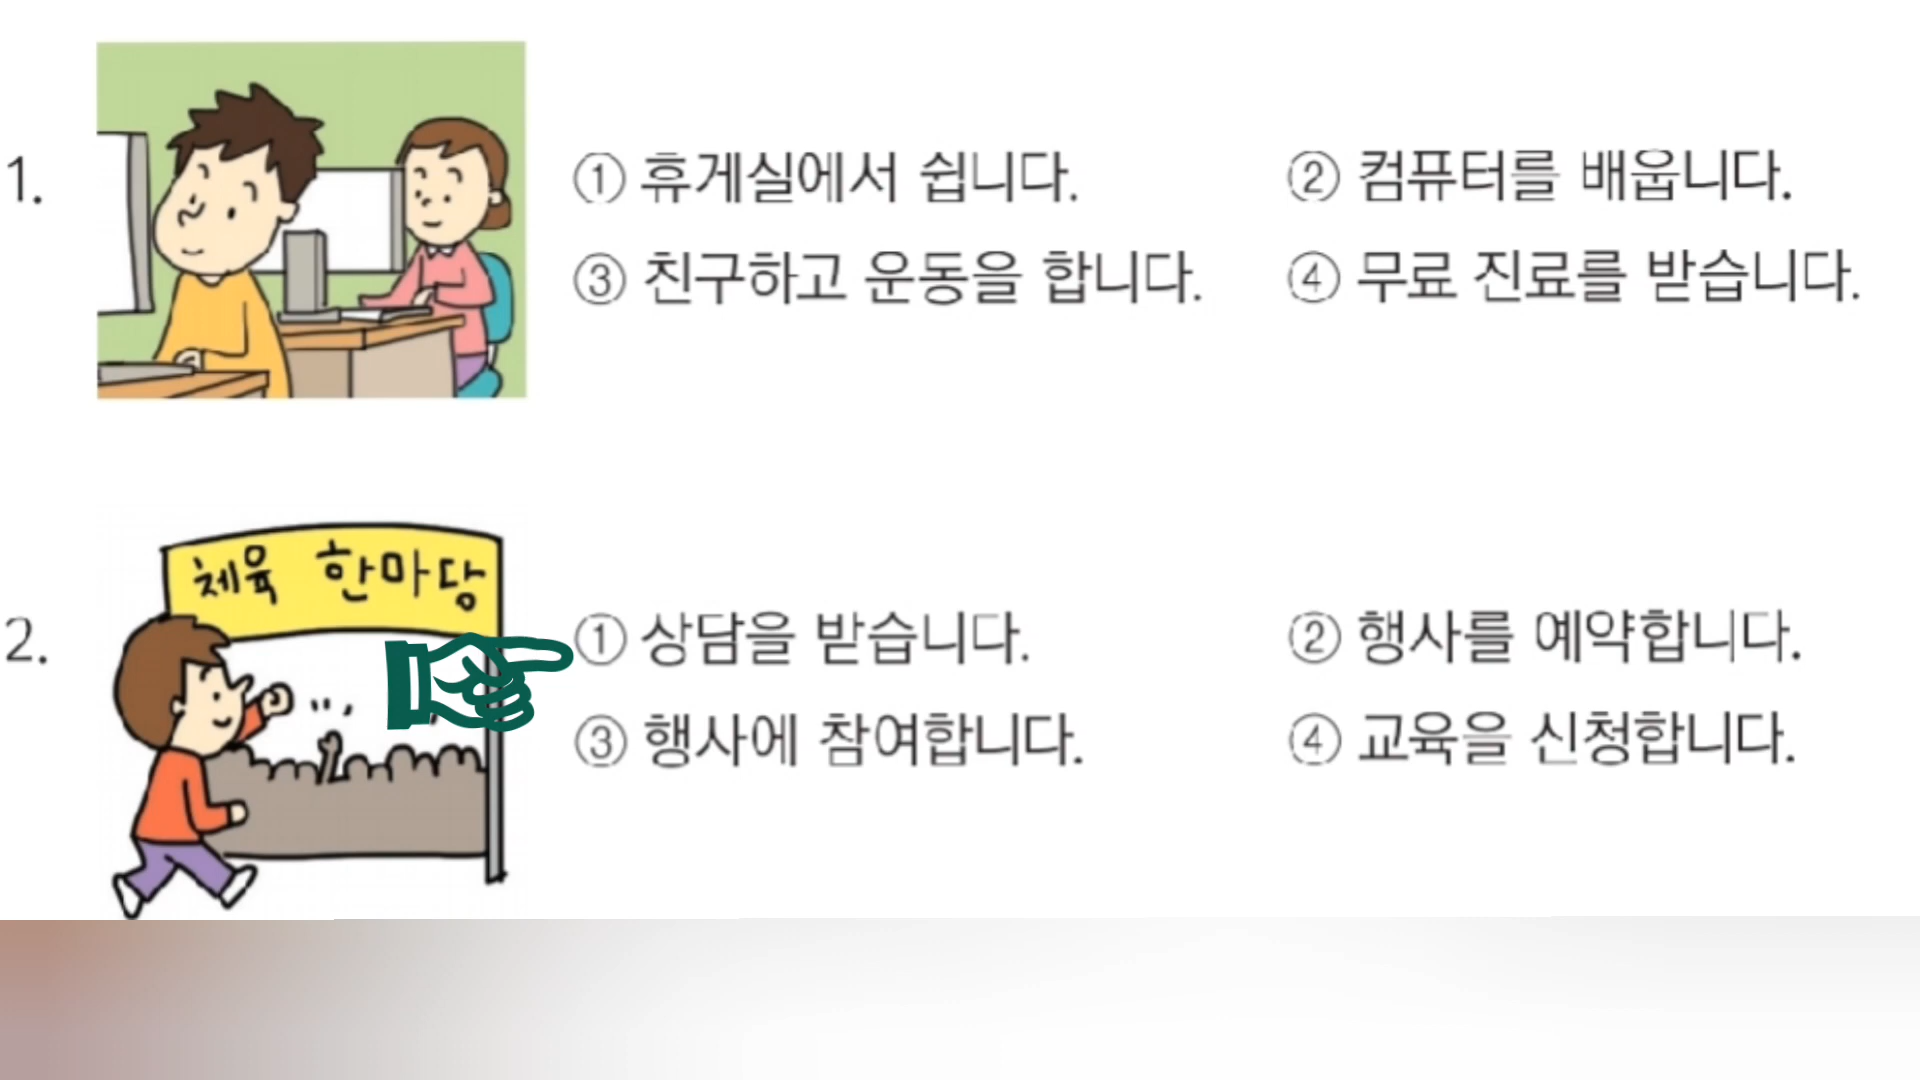 1.
① 휴게실에서 쉽니다.
② 컴퓨터를 배웁니다.
③ 친구하고 운동을 합니다.
④ 무료 진료를 받습니다.
체육 한마당
2.
① 상담을 받습니다.
② 행사를 예약합니다.
③ 행사에 참여합니다.
④ 교육을 신청합니다.